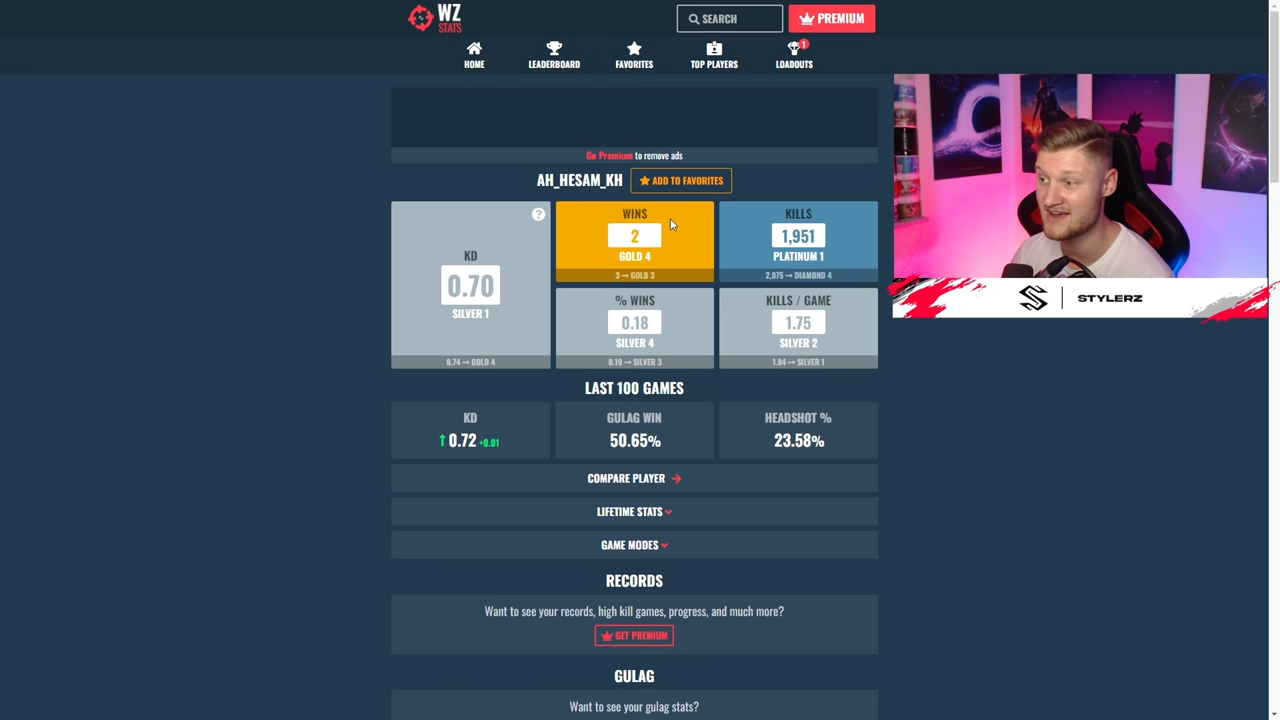 WZ
STATS
SEARCH
PREMIUM
HOME
LEADERBOARD
FAVORITES
TOP PLAYERS
1
LOADOUTS
Go Premium to remove ads
AH_HESAM_KH
ADD TO FAVORITES
?
KD
0.70
SILVER 1
0.74 → GOLD 4
WINS
2
GOLD 4
3 → GOLD 3
KILLS
1,951
PLATINUM 1
2,075 → DIAMOND 4
% WINS
0.18
SILVER 4
0.19 → SILVER 3
KILLS / GAME
1.75
SILVER 2
1.84 → SILVER 1
STYLERZ
LAST 100 GAMES
KD
↑ 0.72 +0.01
GULAG WIN
50.65%
HEADSHOT %
23.58%
COMPARE PLAYER →
LIFETIME STATS
GAME MODES
RECORDS
Want to see your records, high kill games, progress, and much more?
GET PREMIUM
GULAG
Want to see your gulag stats?